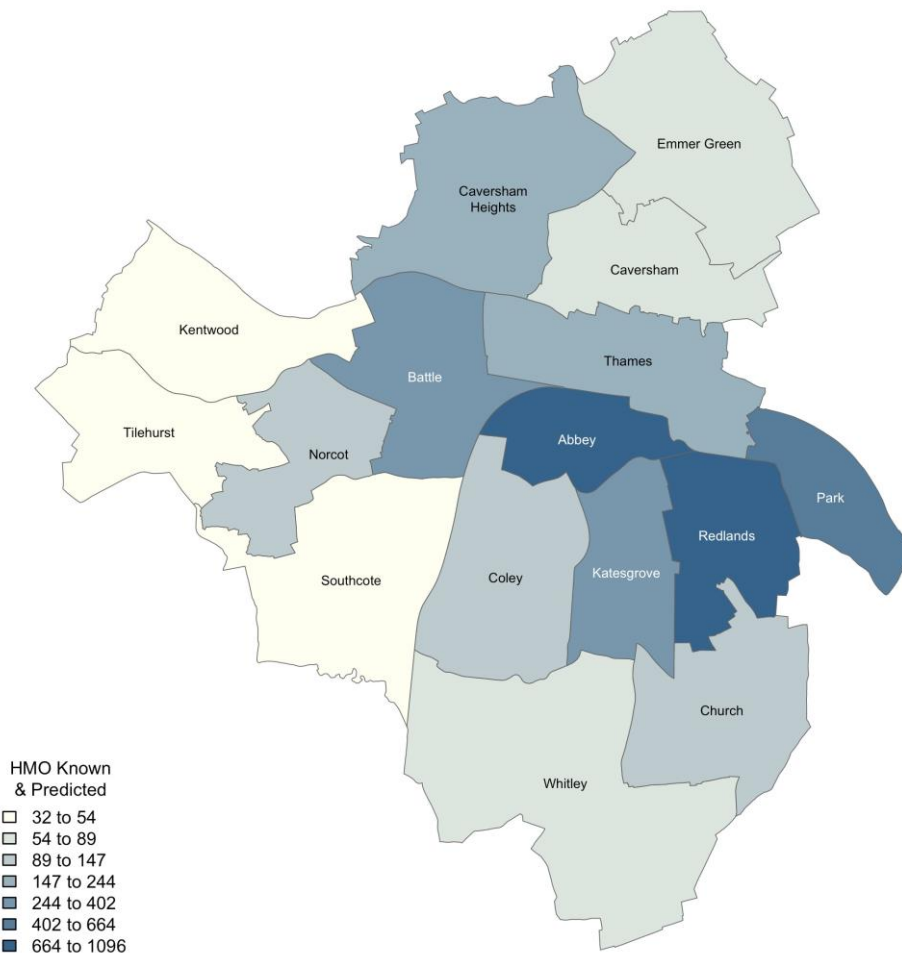 Emmer Green
Caversham
Heights
Caversham
Kentwood
Thames
Battle
Tilehurst
Abbey
Norcot
Park
Redlands
Southcote
Coley
Katesgrove
Church
Whitley
HMO Known
& Predicted
32 to 54
54 to 89
89 to 147
147 to 244
244 to 402
402 to 664
664 to 1096